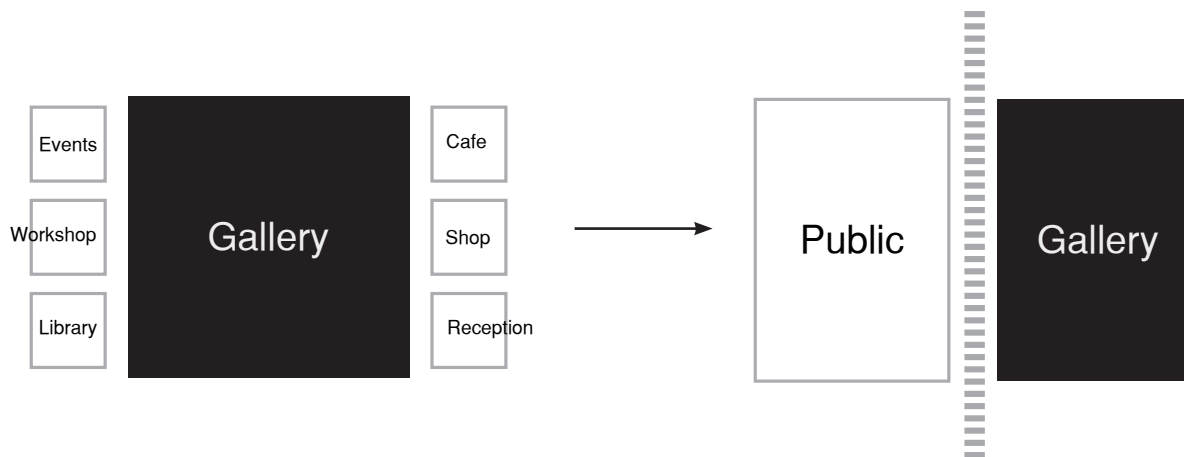 Events
Workshop
Library
Gallery
Cafe
Shop
Reception
Public
Gallery